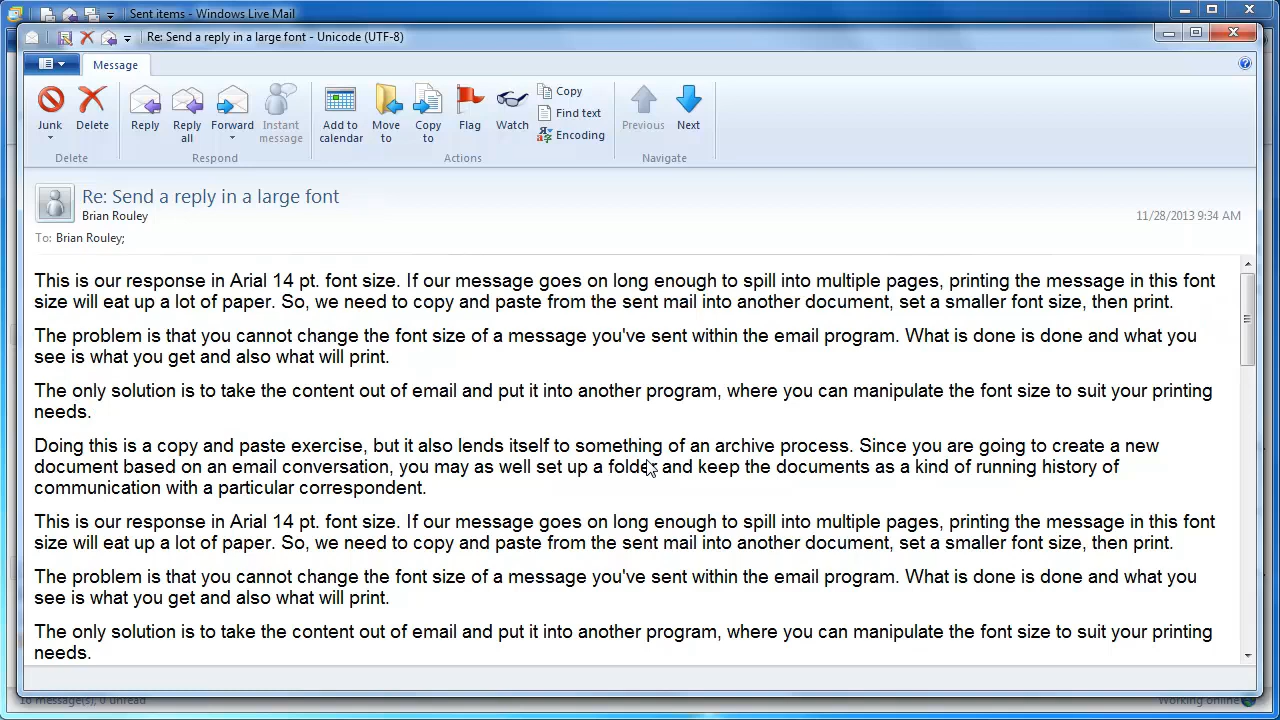 Sent items - Windows Live Mail
Re: Send a reply in a large font - Unicode (UTF-8)
Message
Junk
Delete
Reply
Reply all
Forward
Instant message
Add to calendar
Move to
Copy to
Flag
Watch
Copy
Find text
Encoding
Previous
Next
Delete
Respond
Actions
Navigate
Re: Send a reply in a large font
Brian Rouley
11/28/2013 9:34 AM
To: Brian Rouley;
This is our response in Arial 14 pt. font size. If our message goes on long enough to spill into multiple pages, printing the message in this font
size will eat up a lot of paper. So, we need to copy and paste from the sent mail into another document, set a smaller font size, then print.
The problem is that you cannot change the font size of a message you've sent within the email program. What is done is done and what you
see is what you get and also what will print.
The only solution is to take the content out of email and put it into another program, where you can manipulate the font size to suit your printing
needs.
Doing this is a copy and paste exercise, but it also lends itself to something of an archive process. Since you are going to create a new
document based on an email conversation, you may as well set up a folder and keep the documents as a kind of running history of
communication with a particular correspondent.
This is our response in Arial 14 pt. font size. If our message goes on long enough to spill into multiple pages, printing the message in this font
size will eat up a lot of paper. So, we need to copy and paste from the sent mail into another document, set a smaller font size, then print.
The problem is that you cannot change the font size of a message you've sent within the email program. What is done is done and what you
see is what you get and also what will print.
The only solution is to take the content out of email and put it into another program, where you can manipulate the font size to suit your printing
needs.
16 message(s), 0 unread
Working online